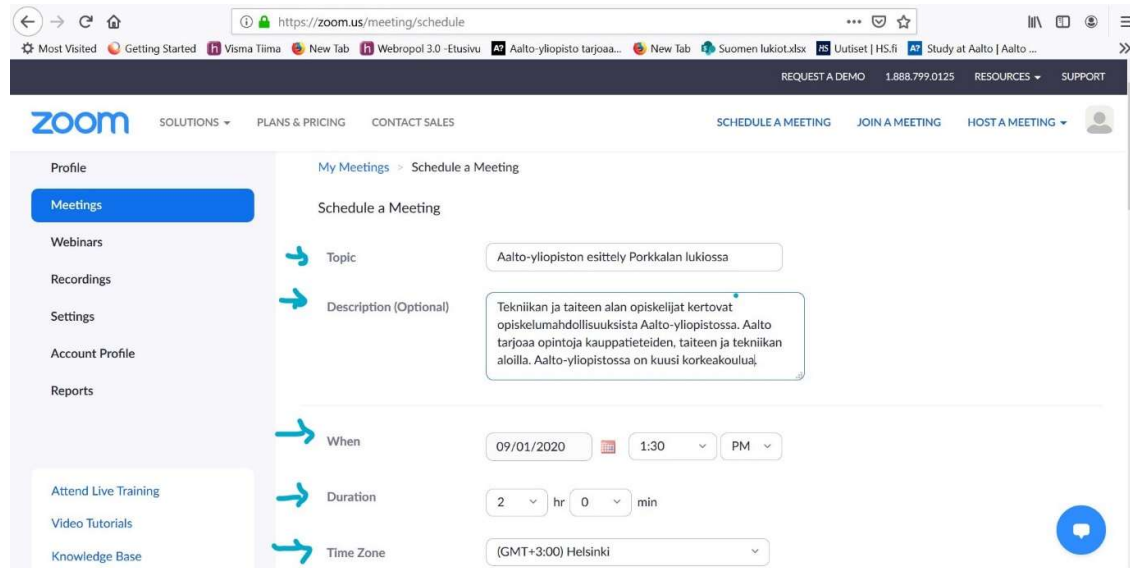 https://zoom.us/meeting/schedule
Most Visited Getting Started Visma Tiima New Tab Webropol 3.0 -Etusivu Aalto-yliopisto tarjoaa... New Tab Suomen lukiot.xlsx Uutiset | HS.fi Study at Aalto | Aalto ...
REQUEST A DEMO 1.888.799.0125 RESOURCES SUPPORT
zoom SOLUTIONS PLANS & PRICING CONTACT SALES SCHEDULE A MEETING JOIN A MEETING HOST A MEETING
Profile
Meetings
Webinars
Recordings
Settings
Account Profile
Reports
Attend Live Training
Video Tutorials
Knowledge Base
My Meetings > Schedule a Meeting
Schedule a Meeting
Topic Aalto-yliopiston esittely Porkkalan lukiossa
Description (Optional) Tekniikan ja taiteen alan opiskelijat kertovat
opiskelumahdollisuuksista Aalto-yliopistossa. Aalto
tarjoaa opintoja kauppatieteiden, taiteen ja tekniikan
aloilla. Aalto-yliopistossa on kuusi korkeakoulua.
When 09/01/2020 1:30 PM
Duration 2 hr 0 min
Time Zone (GMT+3:00) Helsinki